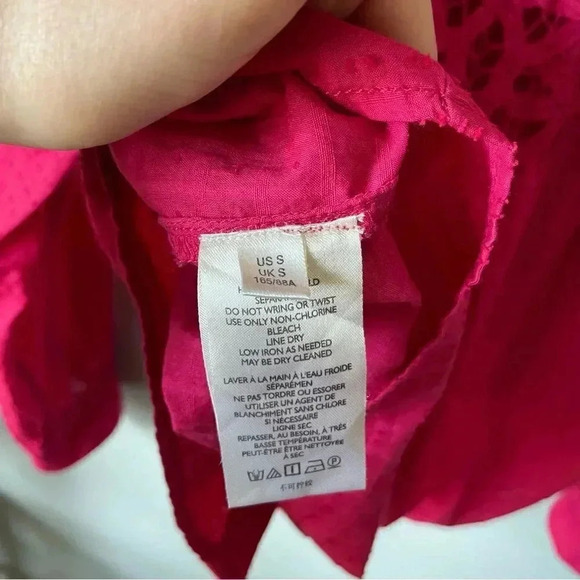 US S
UK S
165/88A
DO NOT WRING OR TWIST
USE ONLY NON-CHLORINE
BLEACH
LINE DRY
LOW IRON AS NEEDED
MAY BE DRY CLEANED
LAVER À LA MAIN À L'EAU FROIDE
SÉPARÉMEN
NE PAS TORDRE OU ESSORER
UTILISER UN AGENT DE
BLANCHIMENT SANS CHLORE
SI NÉCESSAIRE
LIGNE SEC
REPASSER, AU BESOIN, À TRÈS
BASSE TEMPÉRATURE
PEUT-ÊTRE ÊTRE NETTOYÉE
À SEC
不可拧绞